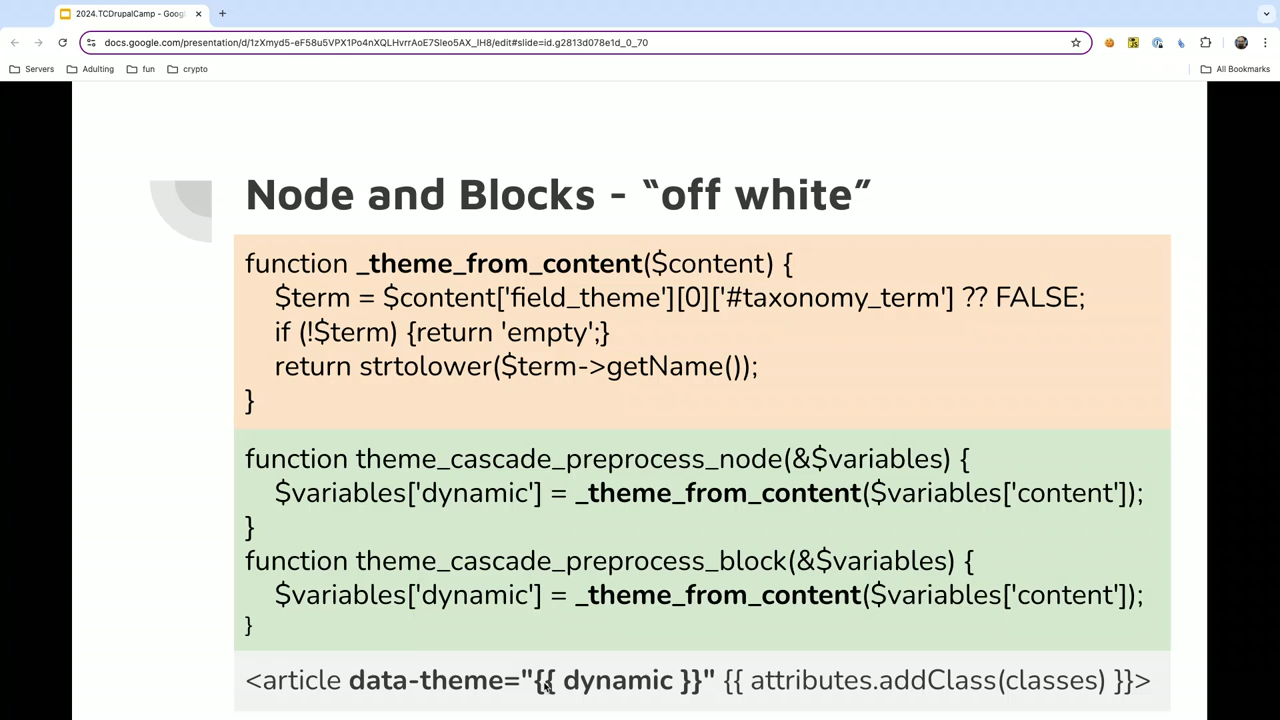 2024.TCDrupalCamp - Goog
docs.google.com/presentation/d/1zXmyd5-eF58u5VPX1Po4nXQLHvrrAoE7Sleo5AX_lH8/edit#slide=id.g2813d078e1d_0_70
Servers Adulting fun crypto All Bookmarks
Node and Blocks - “off white”
function _theme_from_content($content) {
$term = $content['field_theme'][0]['#taxonomy_term'] ?? FALSE;
if (!$term) {return 'empty';}
return strtolower($term->getName());
}
function theme_cascade_preprocess_node(&$variables) {
$variables['dynamic'] = _theme_from_content($variables['content']);
}
function theme_cascade_preprocess_block(&$variables) {
$variables['dynamic'] = _theme_from_content($variables['content']);
}
<article data-theme="{{ dynamic }}" {{ attributes.addClass(classes) }}>